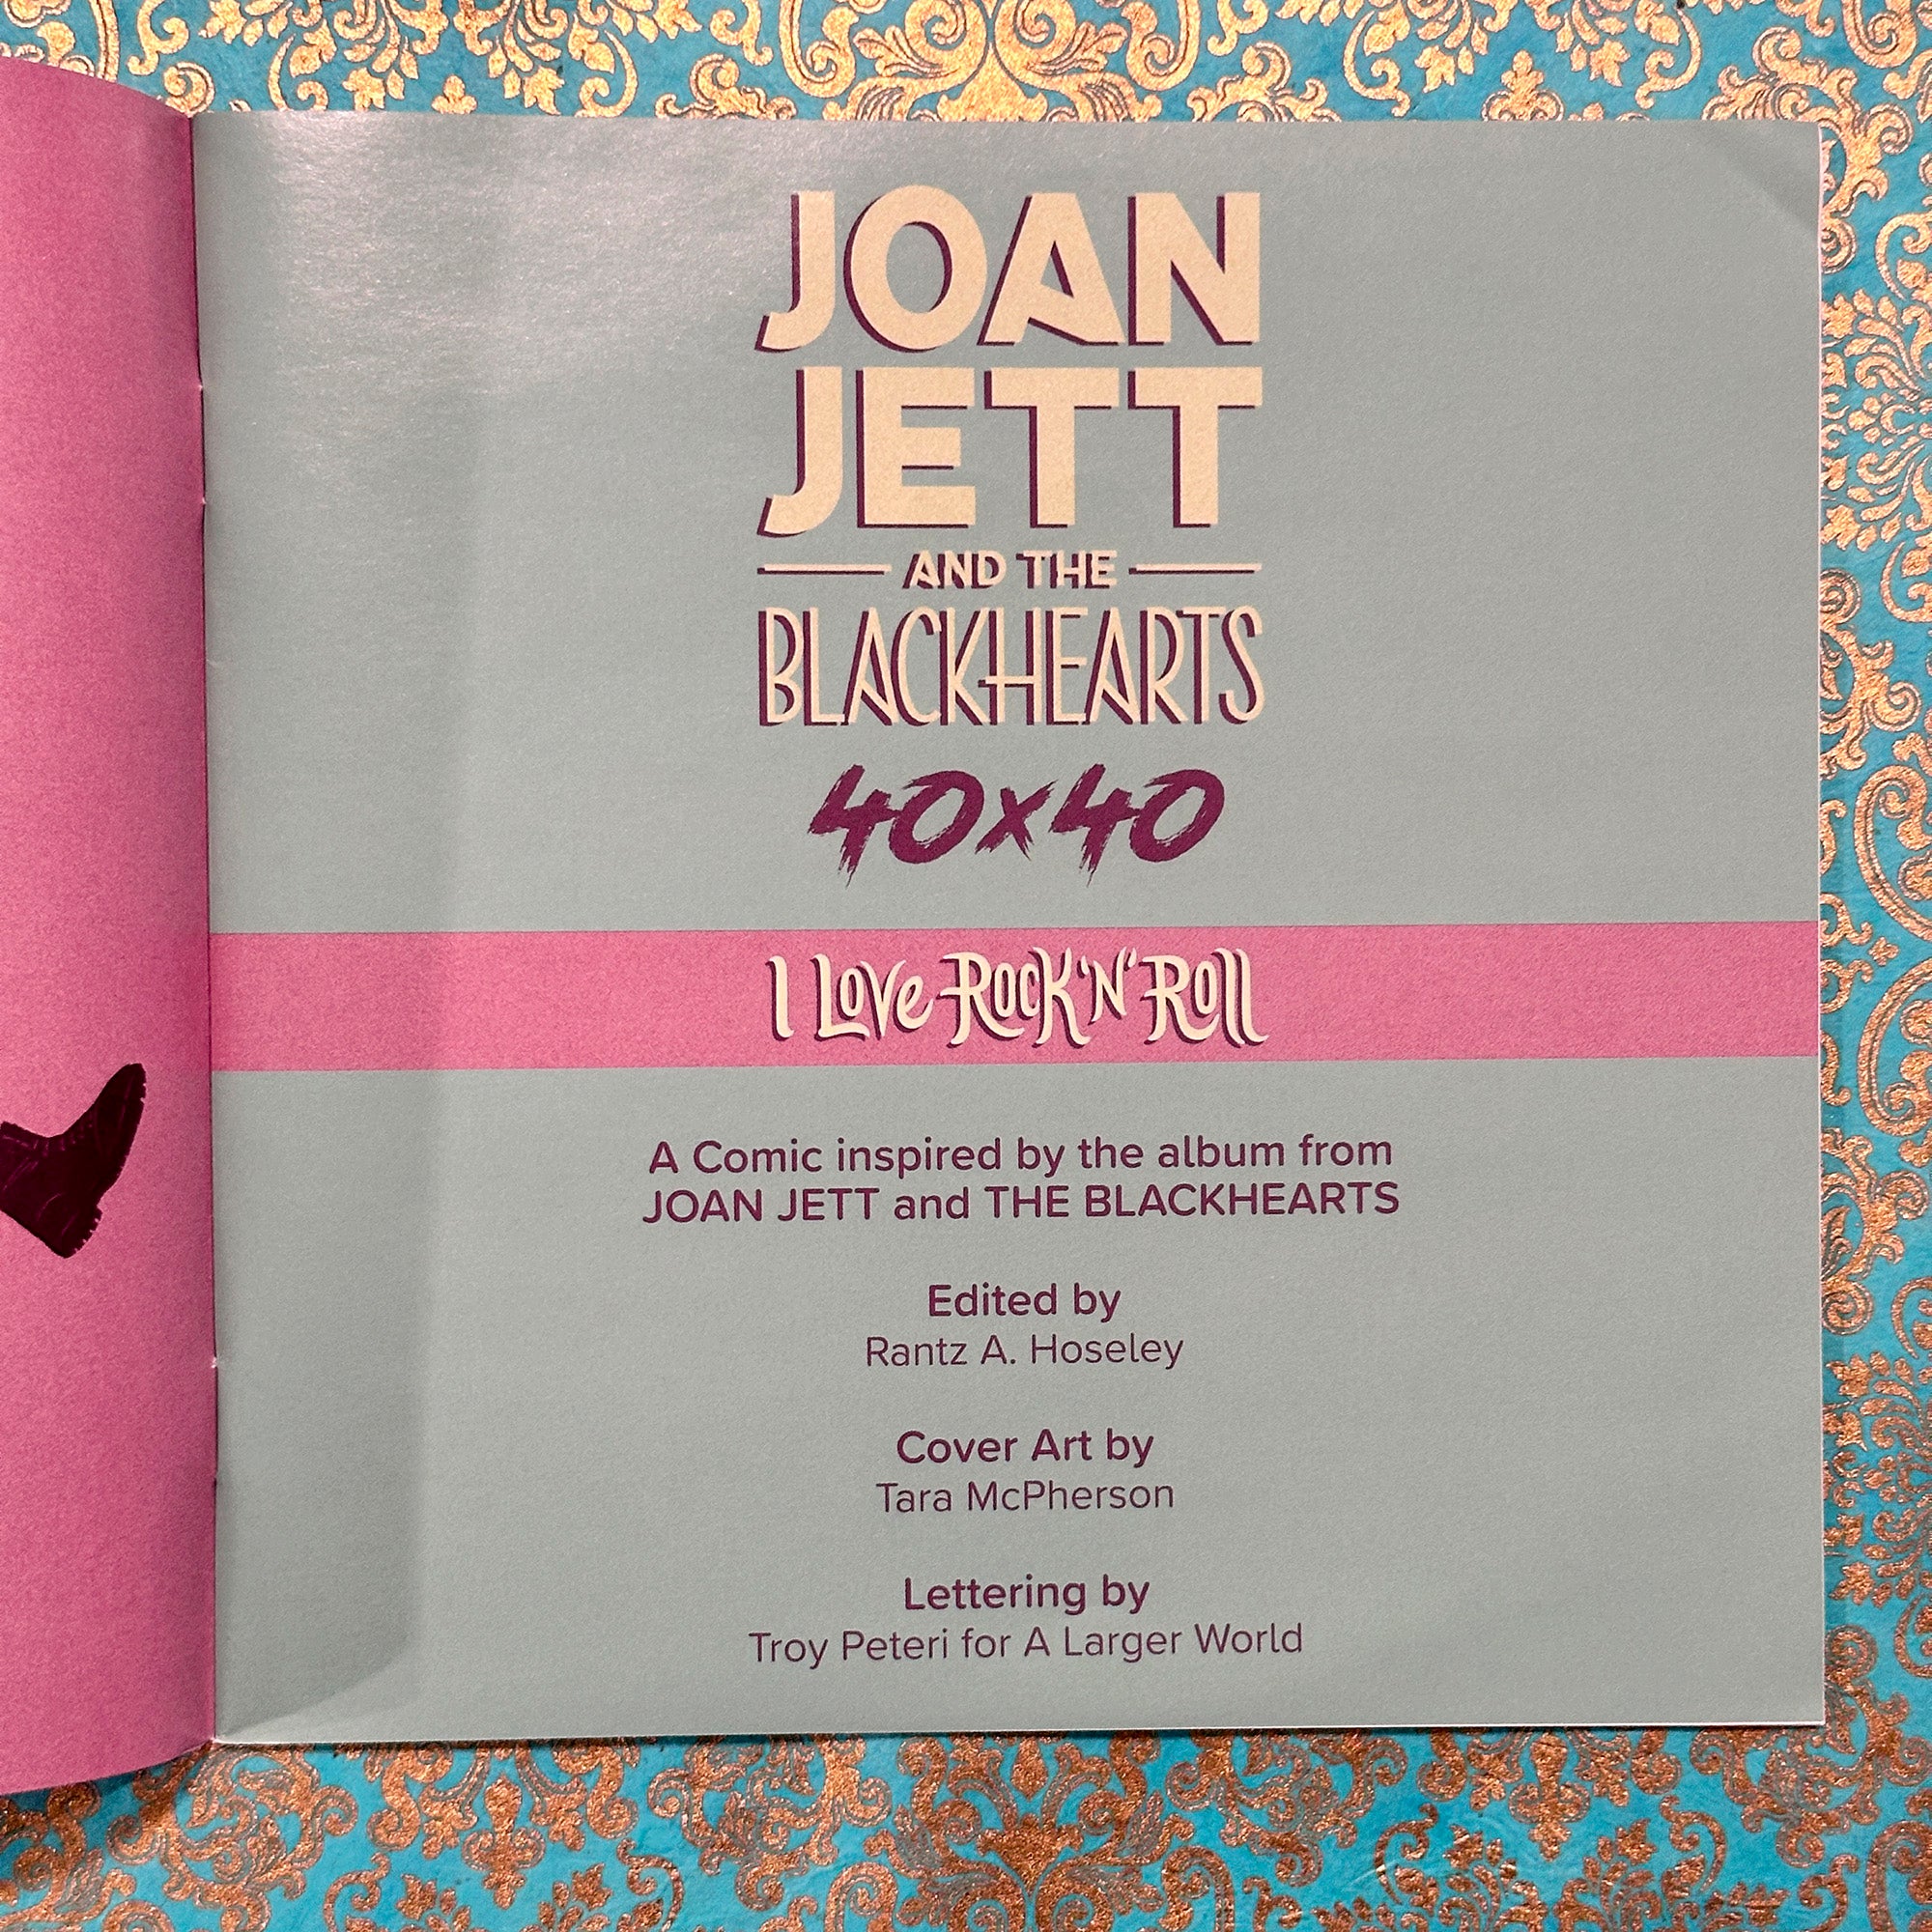 JOAN
JETT
AND THE
BLACKHEARTS
40x40
I Love Rock 'N' Roll
A Comic inspired by the album from
JOAN JETT and THE BLACKHEARTS
Edited by
Rantz A. Hoseley
Cover Art by
Tara McPherson
Lettering by
Troy Peteri for A Larger World